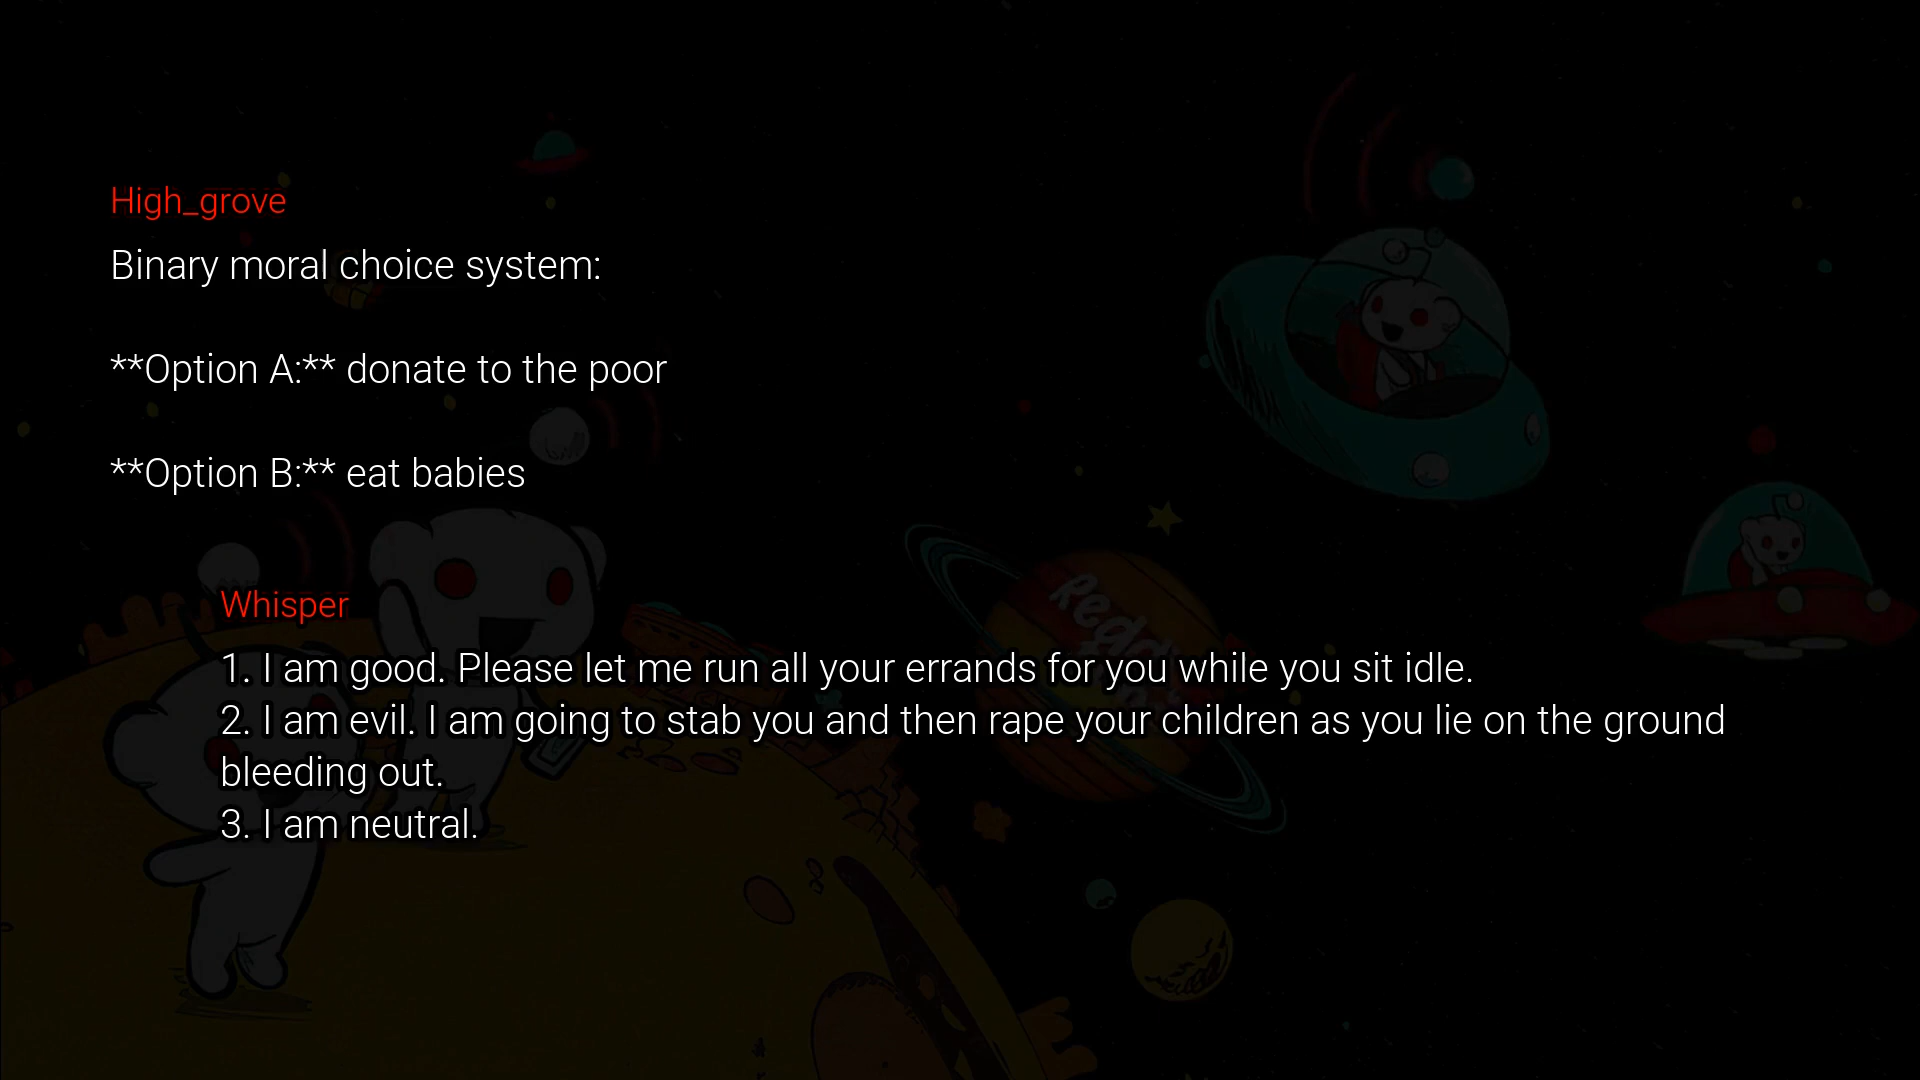 High_grove
Binary moral choice system:
**Option A:** donate to the poor
**Option B:** eat babies
Whisper
1. I am good. Please let me run all your errands for you while you sit idle.
2. I am evil. I am going to stab you and then rape your children as you lie on the ground
bleeding out.
3. I am neutral.